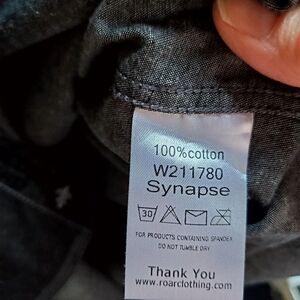 100%cotton
W211780
Synapse
30
FOR PRODUCTS CONTAINING SPANDEX
DO NOT TUMBLE DRY
Thank You
www.roarclothing.com